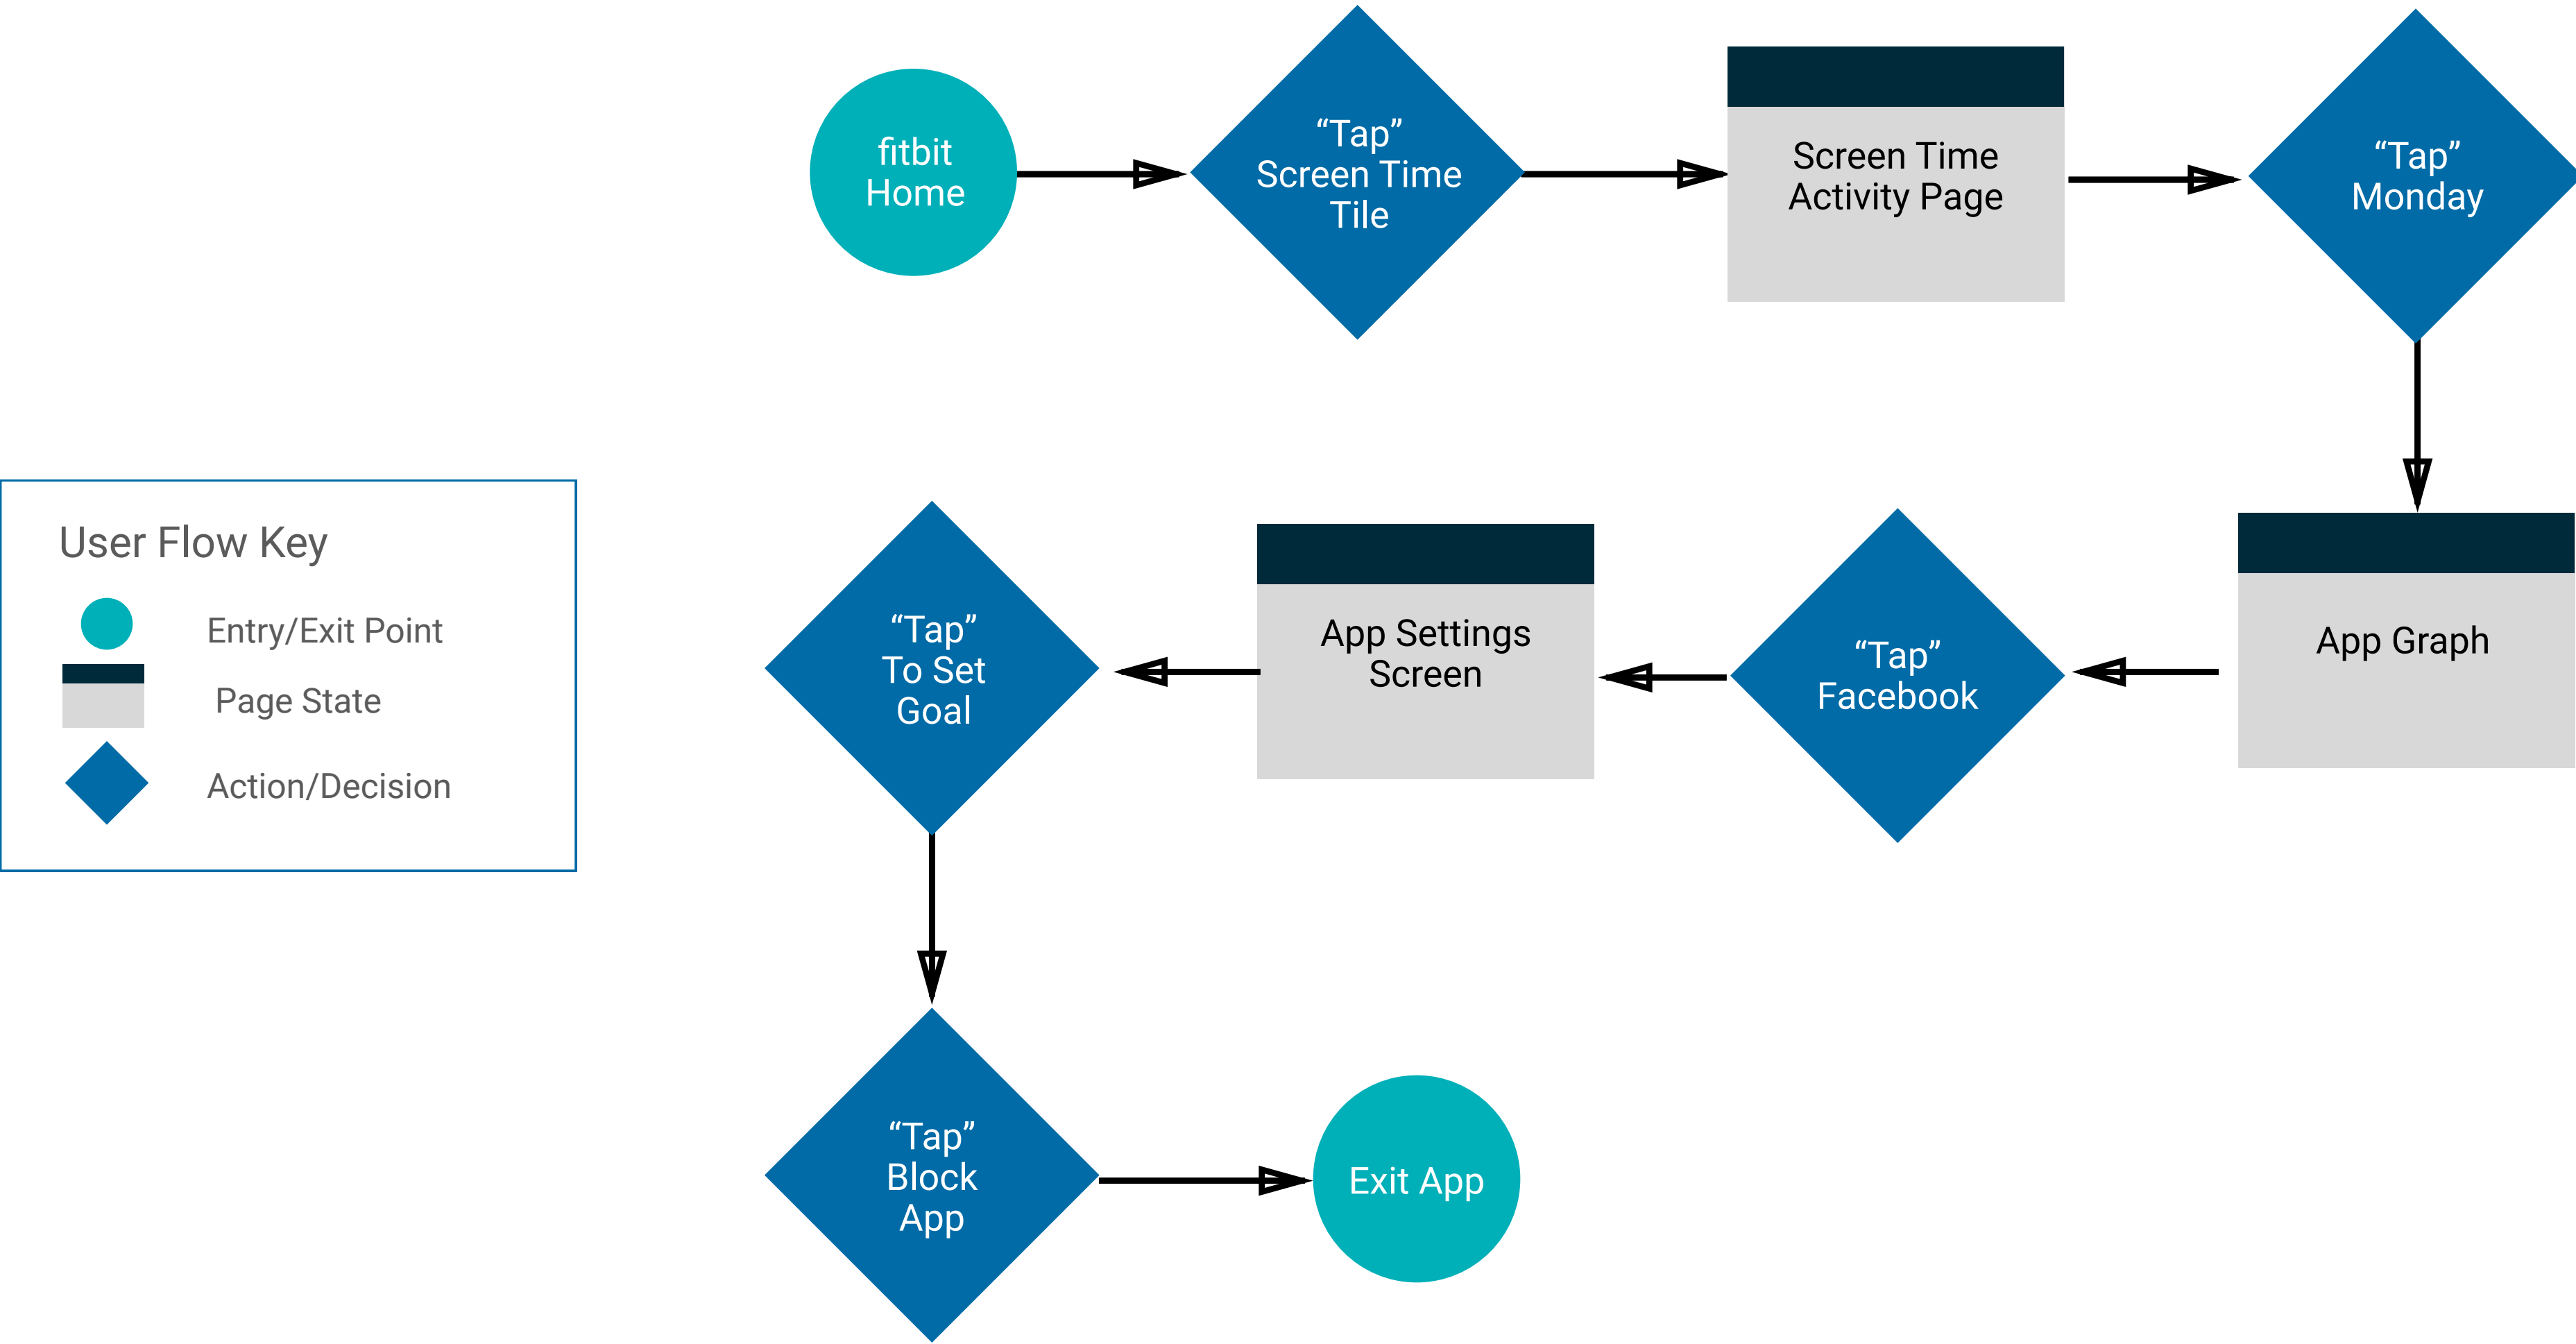 fitbit
Home
“Tap”
Screen Time
Tile
Screen Time
Activity Page
“Tap”
Monday
User Flow Key
Entry/Exit Point
Page State
Action/Decision
“Tap”
To Set
Goal
App Settings
Screen
“Tap”
Facebook
App Graph
“Tap”
Block
App
Exit App